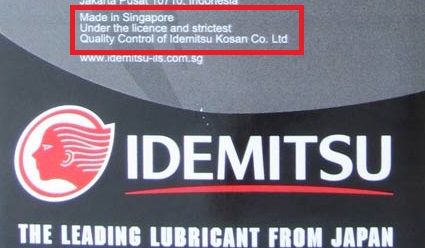 Jakarta Pusat 10710, Indonesia
Made in Singapore
Under the licence and strictest
Quality Control of Idemitsu Kosan Co. Ltd
www.idemitsu-ils.com.sg
IDEMITSU
THE LEADING LUBRICANT FROM JAPAN